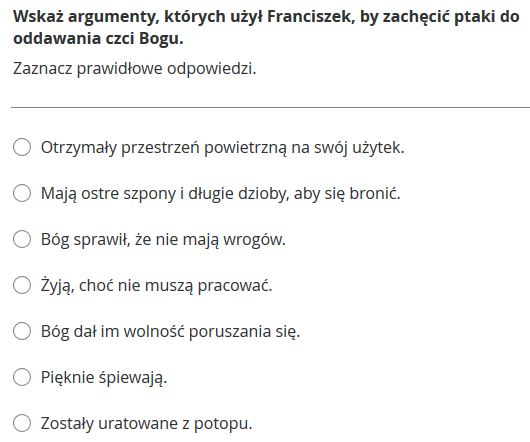 Wskaż argumenty, których użył Franciszek, by zachęcić ptaki do
oddawania czci Bogu.
Zaznacz prawidłowe odpowiedzi.
Otrzymały przestrzeń powietrzną na swój użytek.
Mają ostre szpony i długie dzioby, aby się bronić.
Bóg sprawił, że nie mają wrogów.
Żyją, choć nie muszą pracować.
Bóg dał im wolność poruszania się.
Pięknie śpiewają.
Zostały uratowane z potopu.